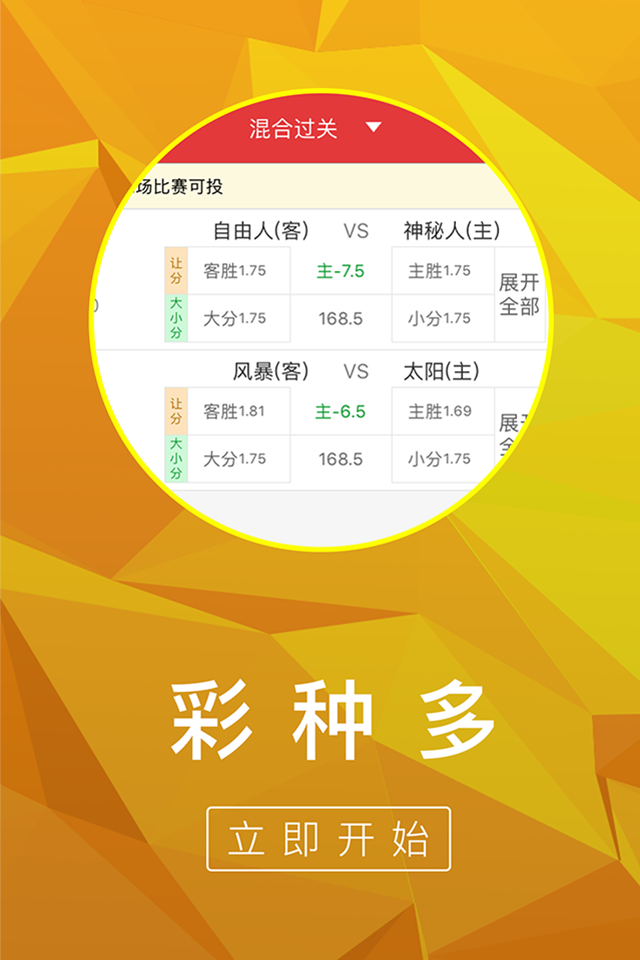 混合过关
场比赛可投
自由人(客) VS 神秘人(主)
让分 客胜1.75 主-7.5 主胜1.75 展开全部
大小分 大分1.75 168.5 小分1.75
风暴(客) VS 太阳(主)
让分 客胜1.81 主-6.5 主胜1.69 展
大小分 大分1.75 168.5 小分1.75
彩种多
立即开始